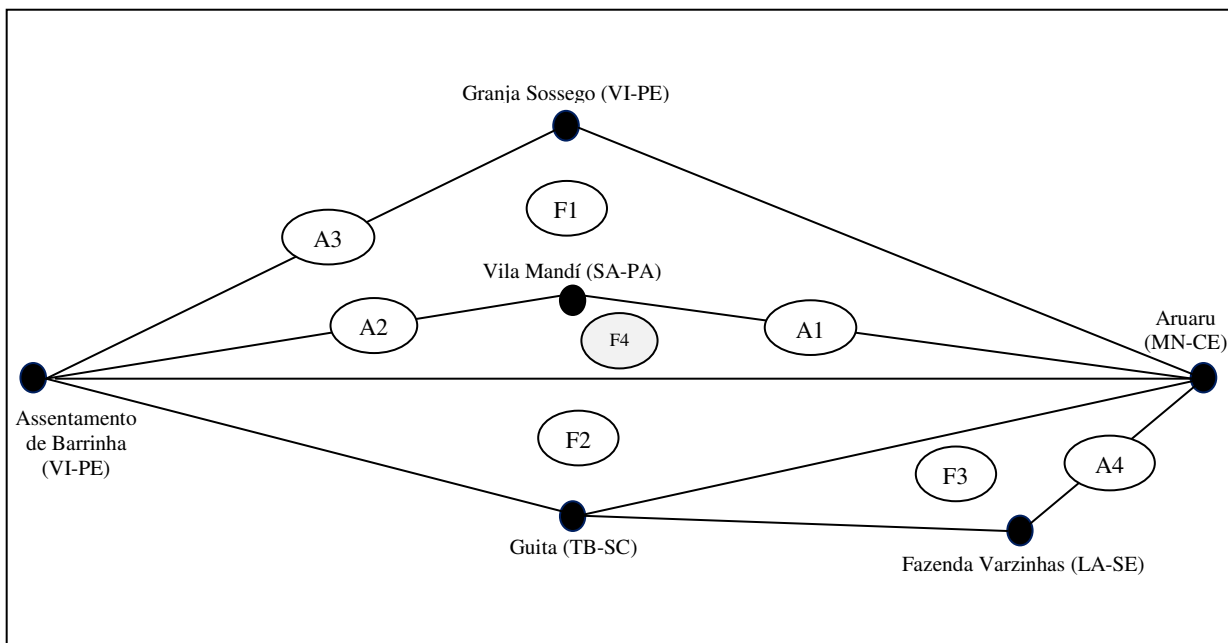 Granja Sossego (VI-PE)
F1
A3
Vila Mandí (SA-PA)
A2
F4
A1
Aruaru
(MN-CE)
Assentamento
de Barrinha
(VI-PE)
F2
F3
A4
Guita (TB-SC)
Fazenda Varzinhas (LA-SE)